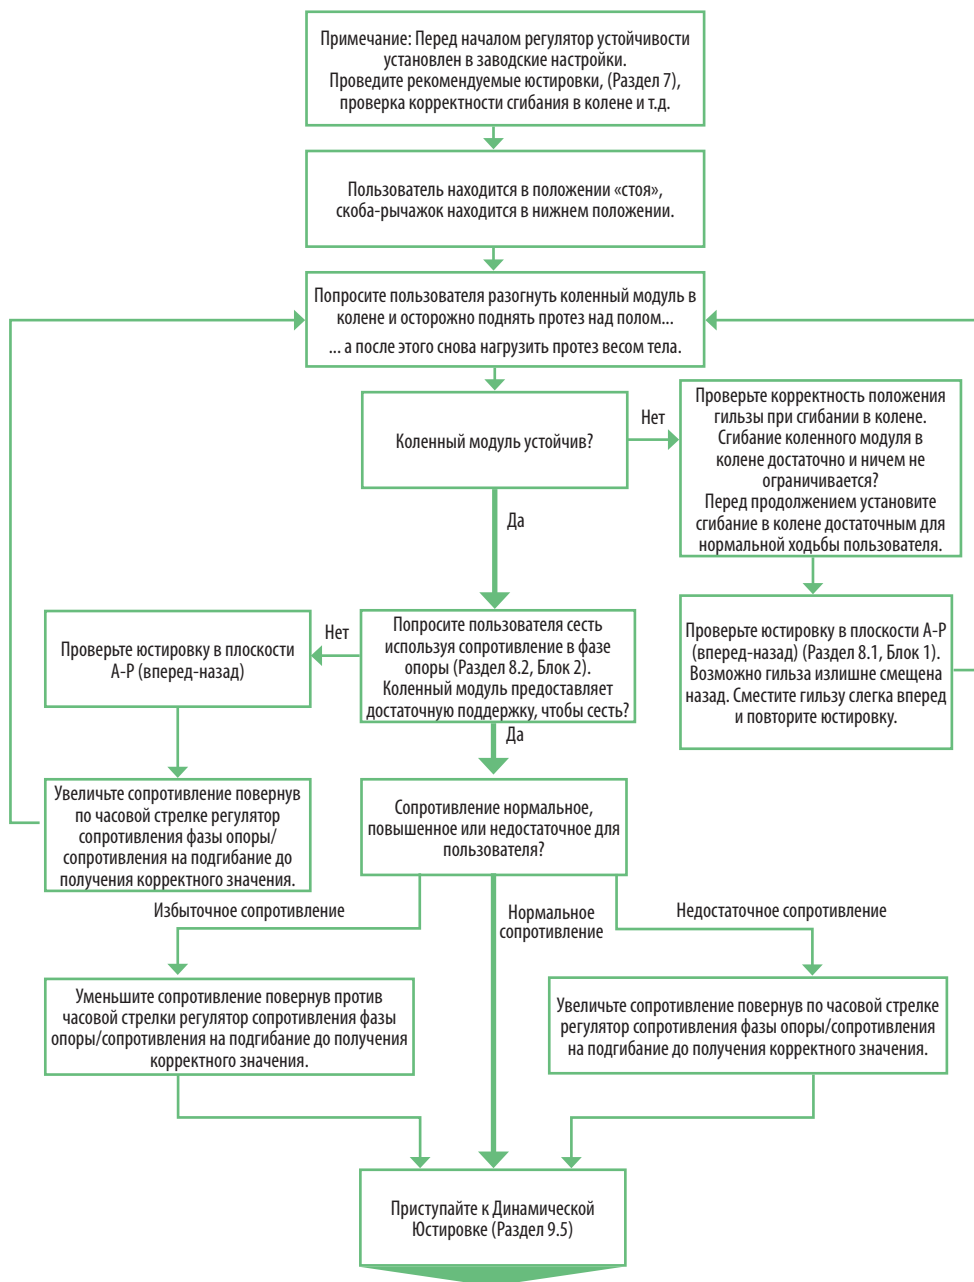 Примечание: Перед началом регулятор устойчивости
установлен в заводские настройки.
Проведите рекомендуемые юстировки, (Раздел 7),
проверка корректности сгибания в колене и т.д.
Пользователь находится в положении «стоя»,
скоба-рычажок находится в нижнем положении.
Попросите пользователя разогнуть коленный модуль в
колене и осторожно поднять протез над полом...
... а после этого снова нагрузить протез весом тела.
Коленный модуль устойчив?
Нет
Проверьте корректность положения
гильзы при сгибании в колене.
Сгибание коленного модуля в
колене достаточно и ничем не
ограничивается?
Перед продолжением установите
сгибание в колене достаточным для
нормальной ходьбы пользователя.
Да
Проверьте юстировку в плоскости
А-Р (вперед-назад)
Нет
Попросите пользователя сесть
используя сопротивление в фазе
опоры (Раздел 8.2, Блок 2).
Коленный модуль предоставляет
достаточную поддержку, чтобы сесть?
Проверьте юстировку в плоскости А-Р
(вперед-назад) (Раздел 8.1, Блок 1).
Возможно гильза излишне смещена
назад. Сместите гильзу слегка вперед
и повторите юстировку.
Да
Увеличьте сопротивление повернув
по часовой стрелке регулятор
сопротивления фазы опоры/
сопротивления на подгибание до
получения корректного значения.
Сопротивление нормальное,
повышенное или недостаточное для
пользователя?
Избыточное сопротивление
Нормальное
сопротивление
Недостаточное сопротивление
Уменьшите сопротивление повернув против
часовой стрелки регулятор сопротивления фазы
опоры/сопротивления на подгибание до получения
корректного значения.
Увеличьте сопротивление повернув по часовой стрелке
регулятор сопротивления фазы опоры/сопротивления
на подгибание до получения корректного значения.
Приступайте к Динамической
Юстировке (Раздел 9.5)